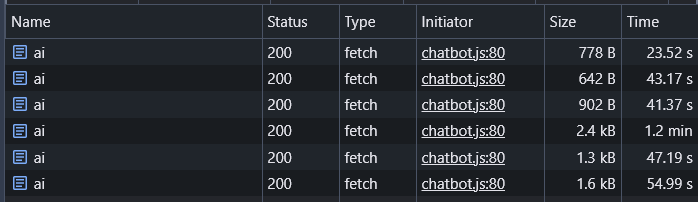 Name Status Type Initiator Size Time
ai 200 fetch chatbot.js:80 778 B 23.52 s
ai 200 fetch chatbot.js:80 642 B 43.17 s
ai 200 fetch chatbot.js:80 902 B 41.37 s
ai 200 fetch chatbot.js:80 2.4 kB 1.2 min
ai 200 fetch chatbot.js:80 1.3 kB 47.19 s
ai 200 fetch chatbot.js:80 1.6 kB 54.99 s